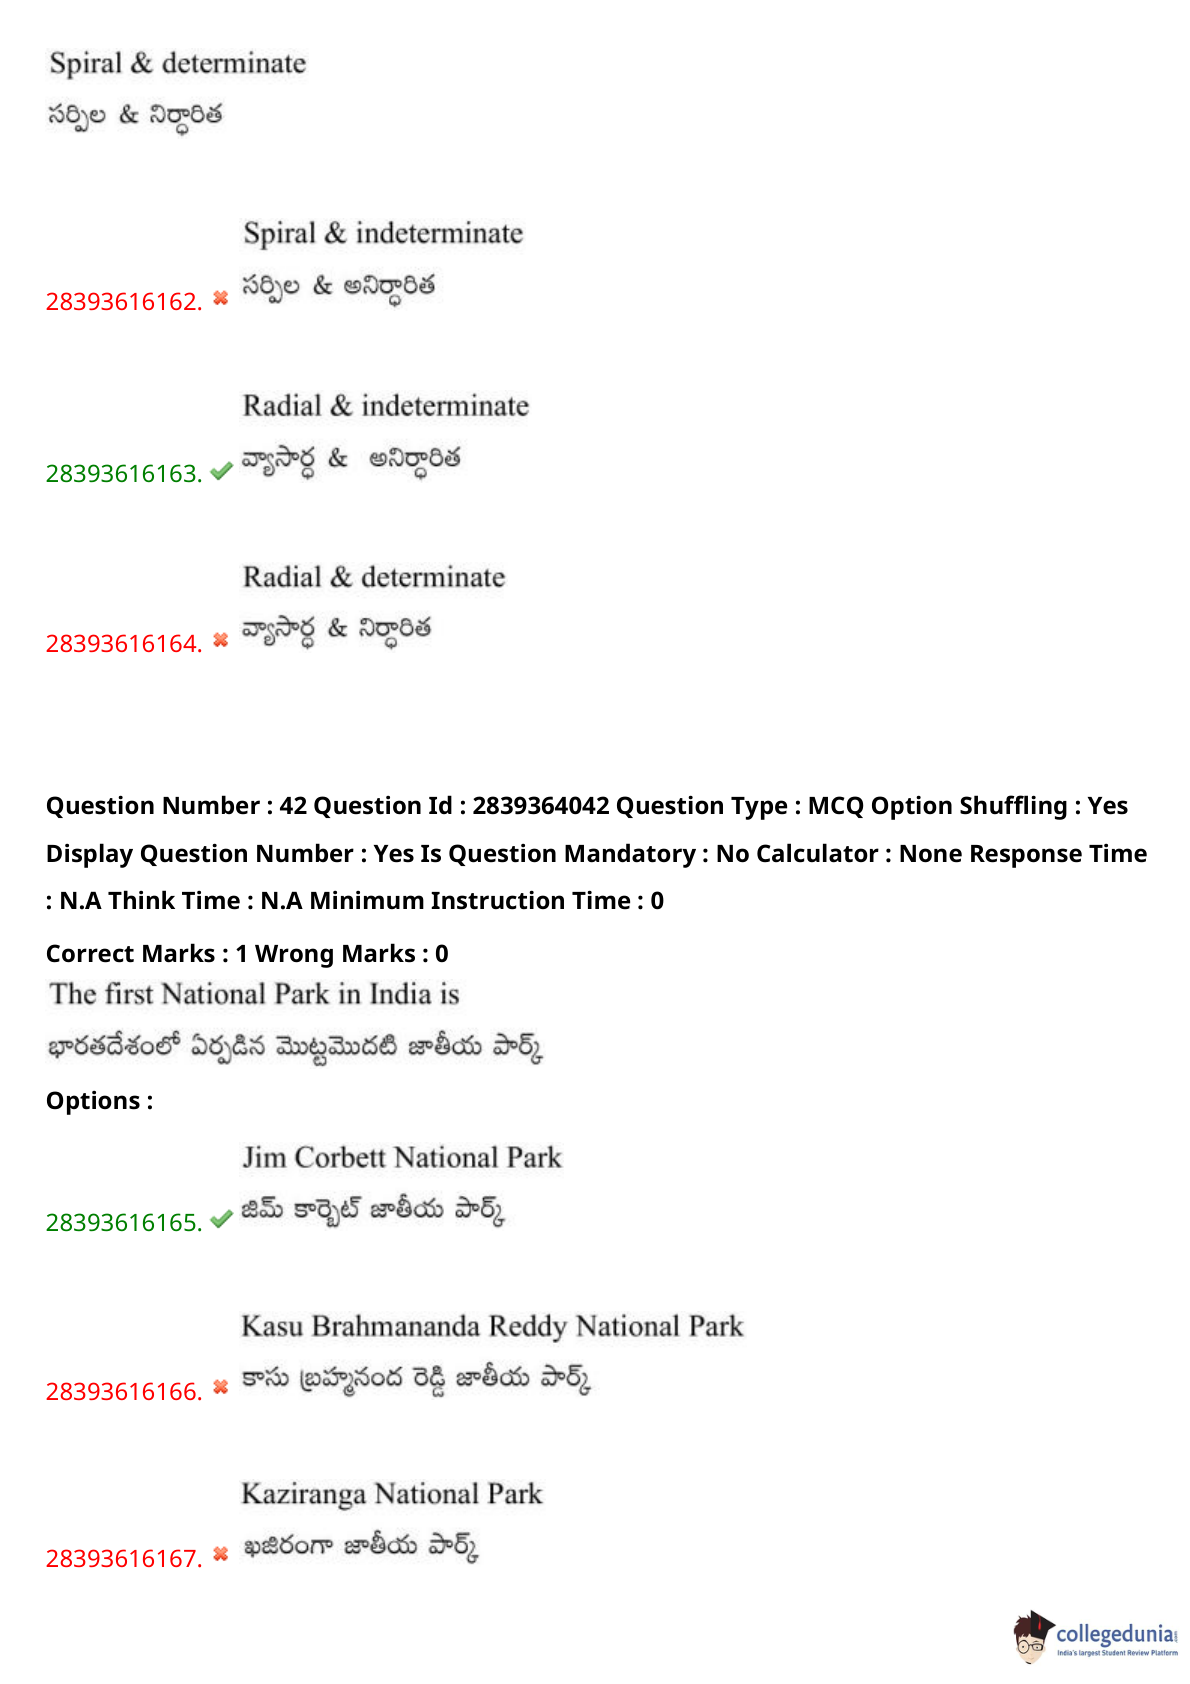 Spiral & determinate
సర్పిల & నిర్ధారిత
Spiral & indeterminate
సర్పిల & అనిర్ధారిత
28393616162.
Radial & indeterminate
వ్యాసార్ధ & అనిర్ధారిత
28393616163.
Radial & determinate
వ్యాసార్ధ & నిర్ధారిత
28393616164.
Question Number : 42 Question Id : 2839364042 Question Type : MCQ Option Shuffling : Yes
Display Question Number : Yes Is Question Mandatory : No Calculator : None Response Time
: N.A Think Time : N.A Minimum Instruction Time : 0
Correct Marks : 1 Wrong Marks : 0
The first National Park in India is
భారతదేశంలో ఏర్పడిన మొట్టమొదటి జాతీయ పార్క్
Options :
Jim Corbett National Park
జిమ్ కార్బెట్ జాతీయ పార్క్
28393616165.
Kasu Brahmananda Reddy National Park
కాసు బ్రహ్మనంద రెడ్డి జాతీయ పార్క్
28393616166.
Kaziranga National Park
ఖజిరంగా జాతీయ పార్క్
28393616167.
collegedunia
India's largest Student Review Platform